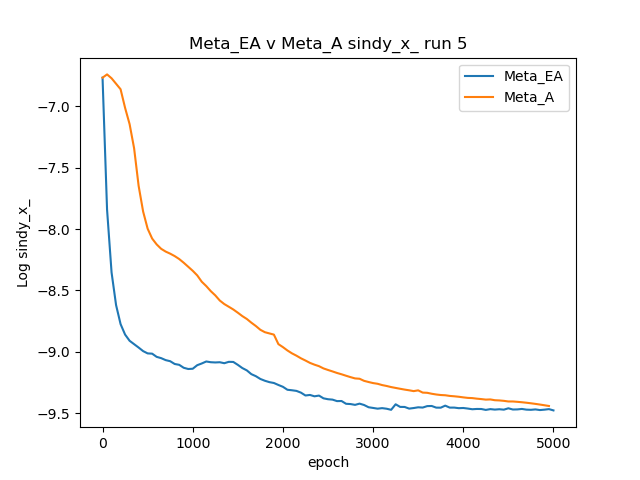 Meta_EA v Meta_A sindy_x_ run 5
Meta_EA
Meta_A
−7.0
−7.5
−8.0
−8.5
−9.0
−9.5
Log sindy_x_
0 1000 2000 3000 4000 5000
epoch